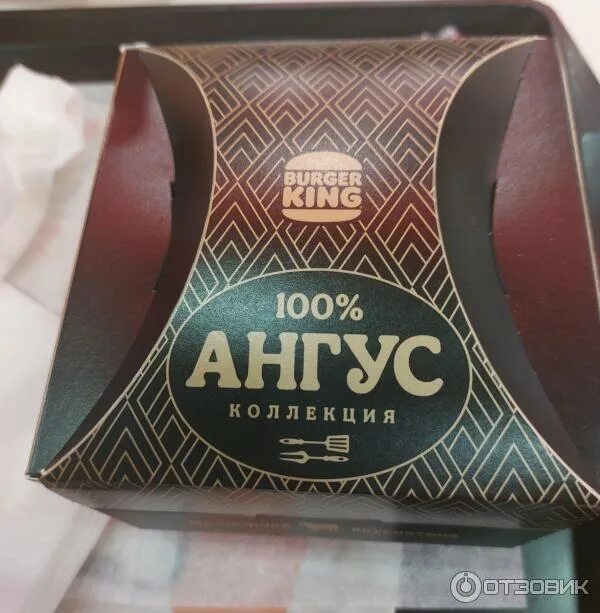 BURGER
KING
100%
АНГУС
КОЛЛЕКЦИЯ
ОТЗОВИК